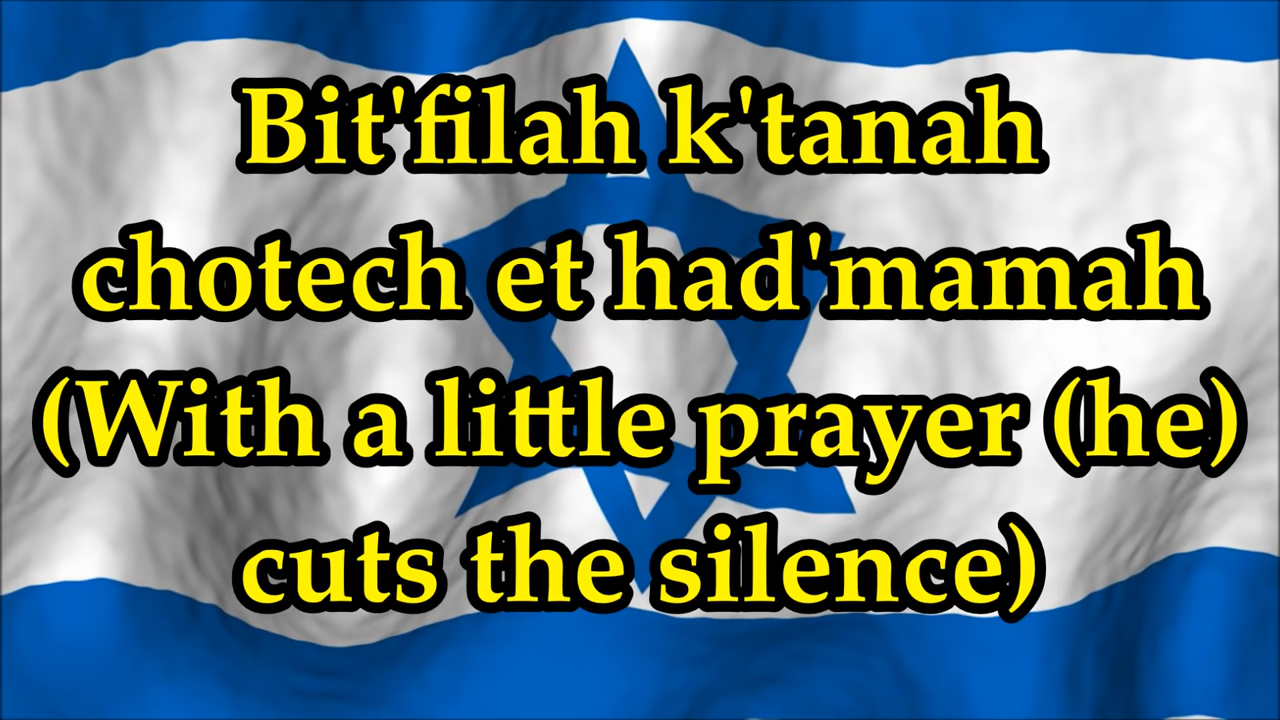 Bit'filah k'tanah
chotech et had'mamah
(With a little prayer (he)
cuts the silence)